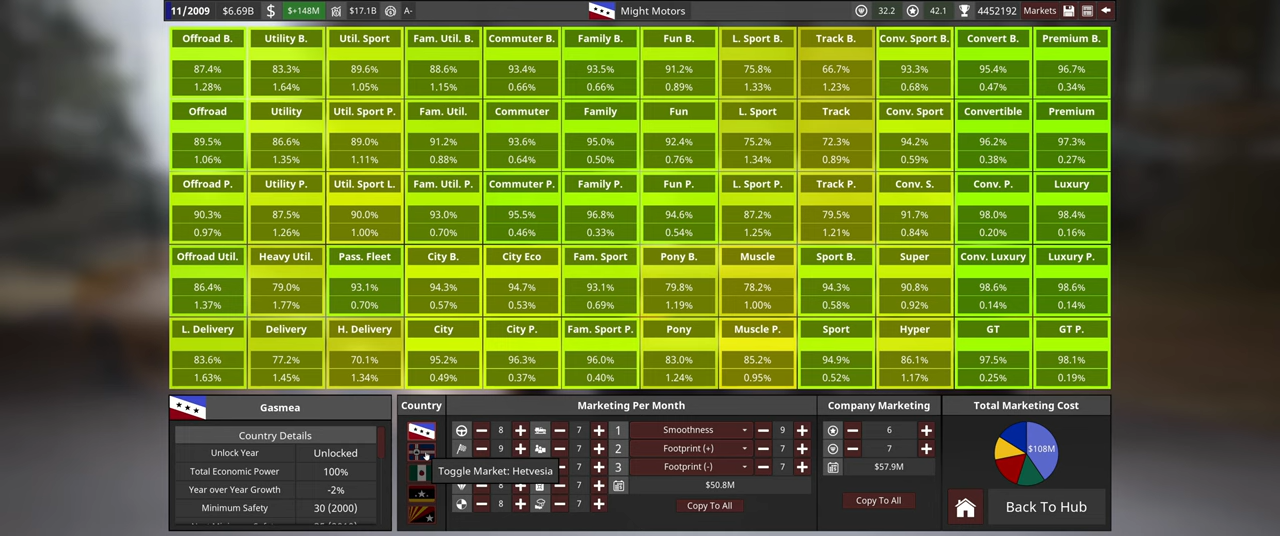 11/2009 $6.69B $+148M $17.1B A- Might Motors 32.2 42.1 4452192 Markets
Offroad B. Utility B. Util. Sport Fam. Util. B. Commuter B. Family B. Fun B. L. Sport B. Track B. Conv. Sport B. Convert B. Premium B.
87.4% 83.3% 89.6% 88.6% 93.4% 93.5% 91.2% 75.8% 66.7% 93.3% 95.4% 96.7%
1.28% 1.64% 1.05% 1.15% 0.66% 0.66% 0.89% 1.33% 1.23% 0.68% 0.47% 0.34%
Offroad Utility Util. Sport P. Fam. Util. Commuter Family Fun L. Sport Track Conv. Sport Convertible Premium
89.5% 86.6% 89.0% 91.2% 93.6% 95.0% 92.4% 75.2% 72.3% 94.2% 96.2% 97.3%
1.06% 1.35% 1.11% 0.88% 0.64% 0.50% 0.76% 1.34% 0.89% 0.59% 0.38% 0.27%
Offroad P. Utility P. Util. Sport L. Fam. Util. P. Commuter P. Family P. Fun P. L. Sport P. Track P. Conv. S. Conv. P. Luxury
90.3% 87.5% 90.0% 93.0% 95.5% 96.8% 94.6% 87.2% 79.5% 91.7% 98.0% 98.4%
0.97% 1.26% 1.00% 0.70% 0.46% 0.33% 0.54% 1.25% 1.21% 0.84% 0.20% 0.16%
Offroad Util. Heavy Util. Pass. Fleet City B. City Eco Fam. Sport Pony B. Muscle Sport B. Super Conv. Luxury Luxury P.
86.4% 79.0% 93.1% 94.3% 94.7% 93.1% 79.8% 78.2% 94.3% 90.8% 98.6% 98.6%
1.37% 1.77% 0.70% 0.57% 0.53% 0.69% 1.19% 1.00% 0.58% 0.92% 0.14% 0.14%
L. Delivery Delivery H. Delivery City City P. Fam. Sport P. Pony Muscle P. Sport Hyper GT GT P.
83.6% 77.2% 70.1% 95.2% 96.3% 96.0% 83.0% 85.2% 94.9% 86.1% 97.5% 98.1%
1.63% 1.45% 1.34% 0.49% 0.37% 0.40% 1.24% 0.95% 0.52% 1.17% 0.25% 0.19%
Gasmea
Country Details
Unlock Year Unlocked
Total Economic Power 100%
Year over Year Growth -2%
Minimum Safety 30 (2000)
Country
Toggle Market: Hetvesia
Marketing Per Month
8 7 1 Smoothness 9
9 7 2 Footprint (+) 7
7 3 Footprint (-) 7
8 7 $50.8M
8 7 Copy To All
Company Marketing
6
7
$57.9M
Copy To All
Total Marketing Cost
$108M
Back To Hub